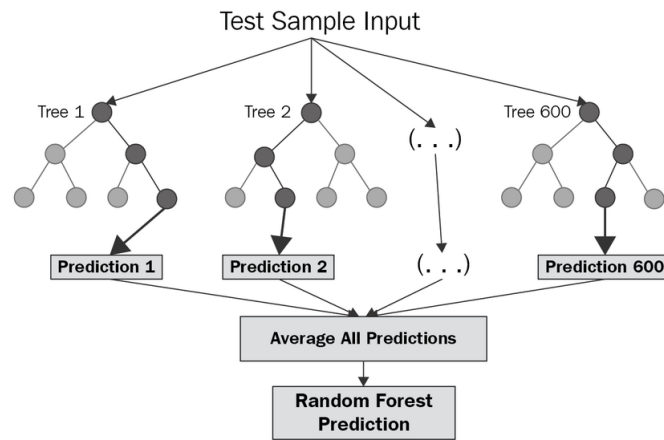 Test Sample Input
Tree 1
Tree 2
Tree 600
(. . .)
Prediction 1
Prediction 2
(. . .)
Prediction 600
Average All Predictions
Random Forest
Prediction